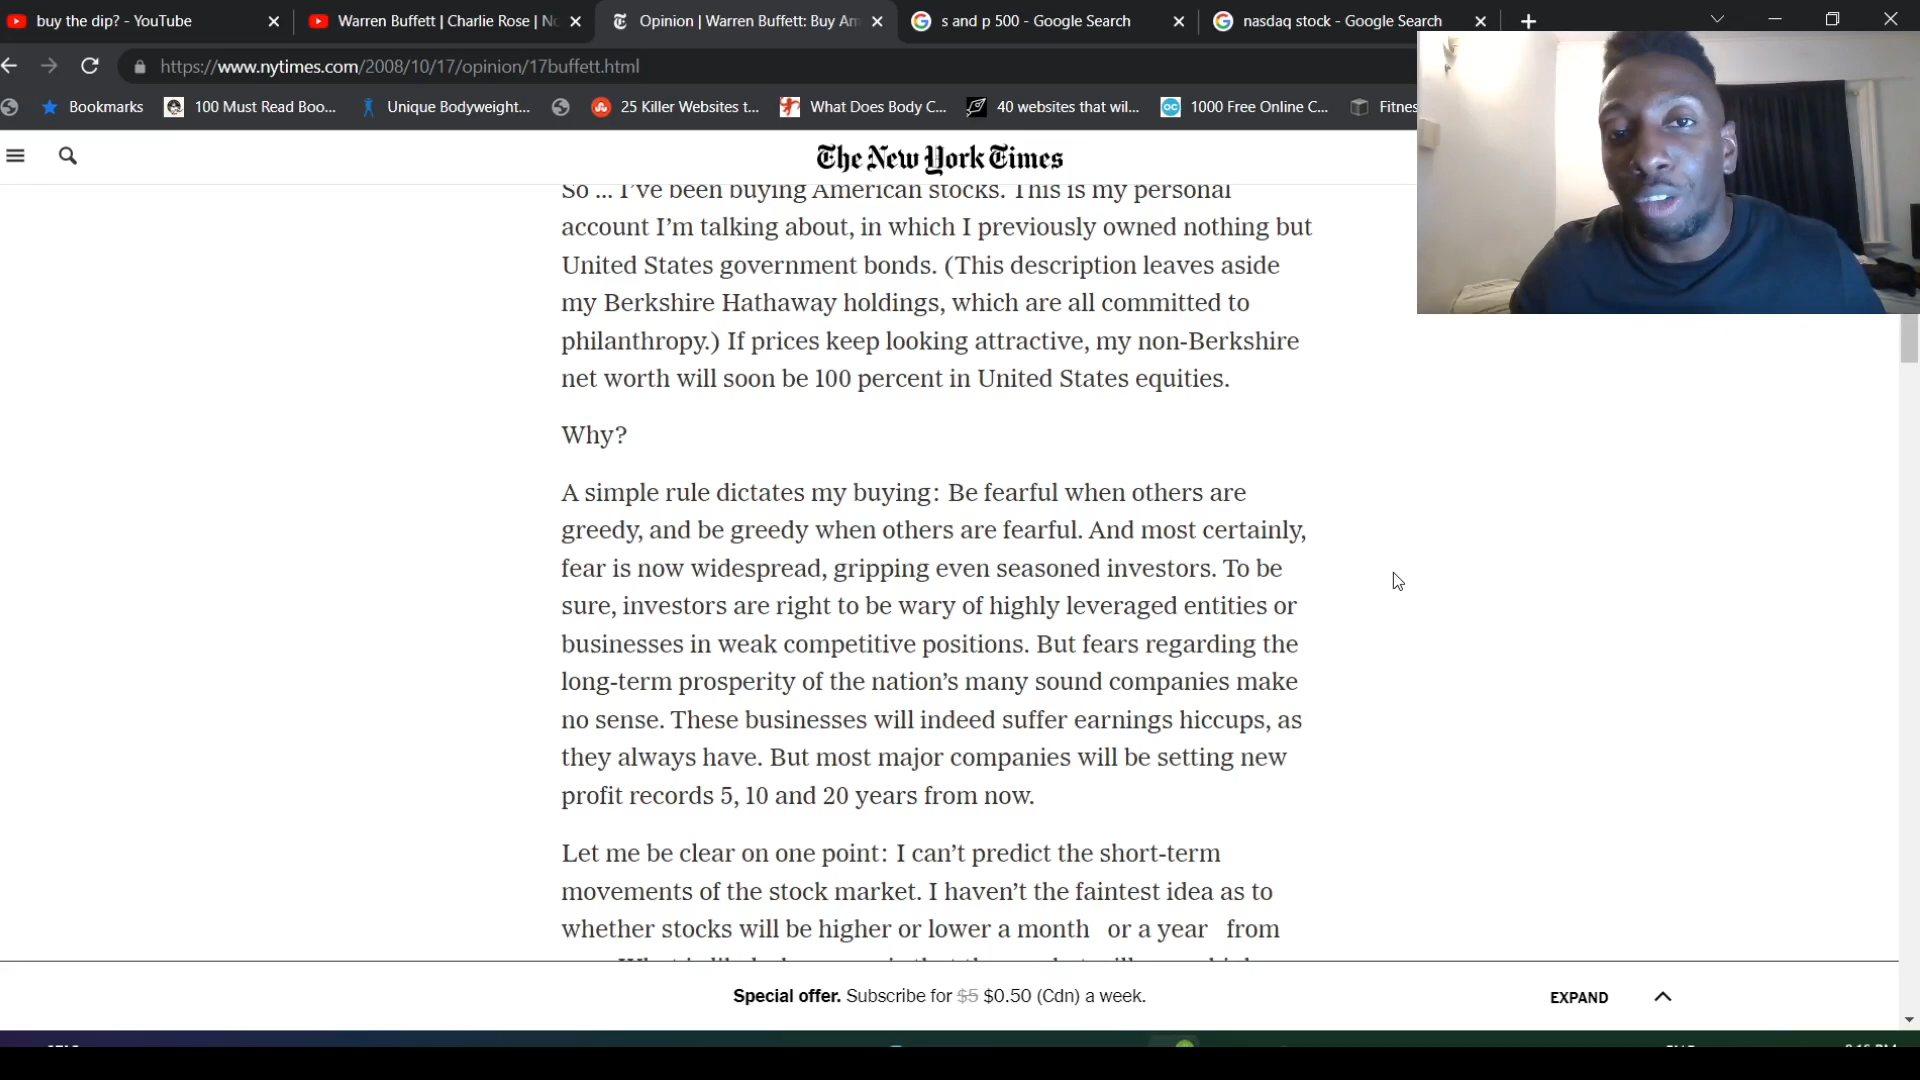 buy the dip? - YouTube
Warren Buffett | Charlie Rose | No
Opinion | Warren Buffett: Buy Am
s and p 500 - Google Search
nasdaq stock - Google Search
https://www.nytimes.com/2008/10/17/opinion/17buffett.html
Bookmarks
100 Must Read Boo...
Unique Bodyweight...
25 Killer Websites t...
What Does Body C...
40 websites that wil...
1000 Free Online C...
Fitnes
The New York Times
So ... I've been buying American stocks. This is my personal
account I'm talking about, in which I previously owned nothing but
United States government bonds. (This description leaves aside
my Berkshire Hathaway holdings, which are all committed to
philanthropy.) If prices keep looking attractive, my non-Berkshire
net worth will soon be 100 percent in United States equities.
Why?
A simple rule dictates my buying: Be fearful when others are
greedy, and be greedy when others are fearful. And most certainly,
fear is now widespread, gripping even seasoned investors. To be
sure, investors are right to be wary of highly leveraged entities or
businesses in weak competitive positions. But fears regarding the
long-term prosperity of the nation's many sound companies make
no sense. These businesses will indeed suffer earnings hiccups, as
they always have. But most major companies will be setting new
profit records 5, 10 and 20 years from now.
Let me be clear on one point: I can't predict the short-term
movements of the stock market. I haven't the faintest idea as to
whether stocks will be higher or lower a month or a year from
Special offer. Subscribe for $5 $0.50 (Cdn) a week.
EXPAND